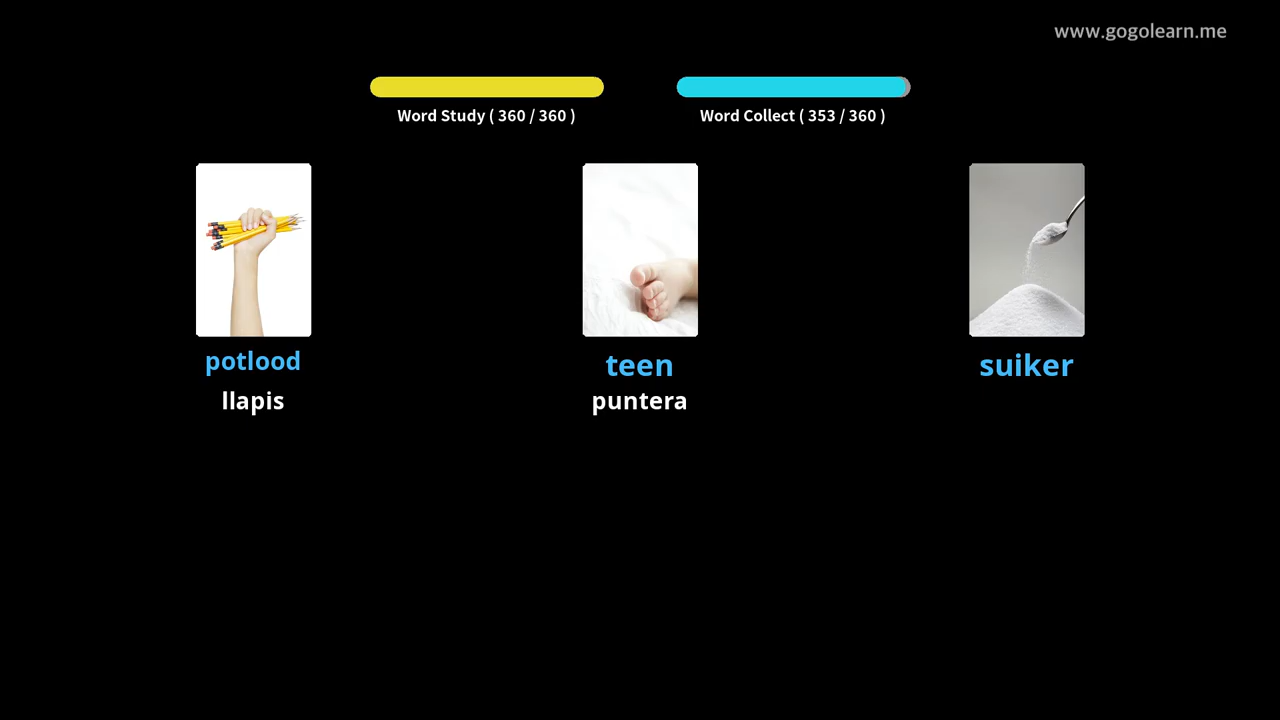 www.gogolearn.me
Word Study ( 360 / 360 )
Word Collect ( 353 / 360 )
potlood
teen
suiker
llapis
puntera